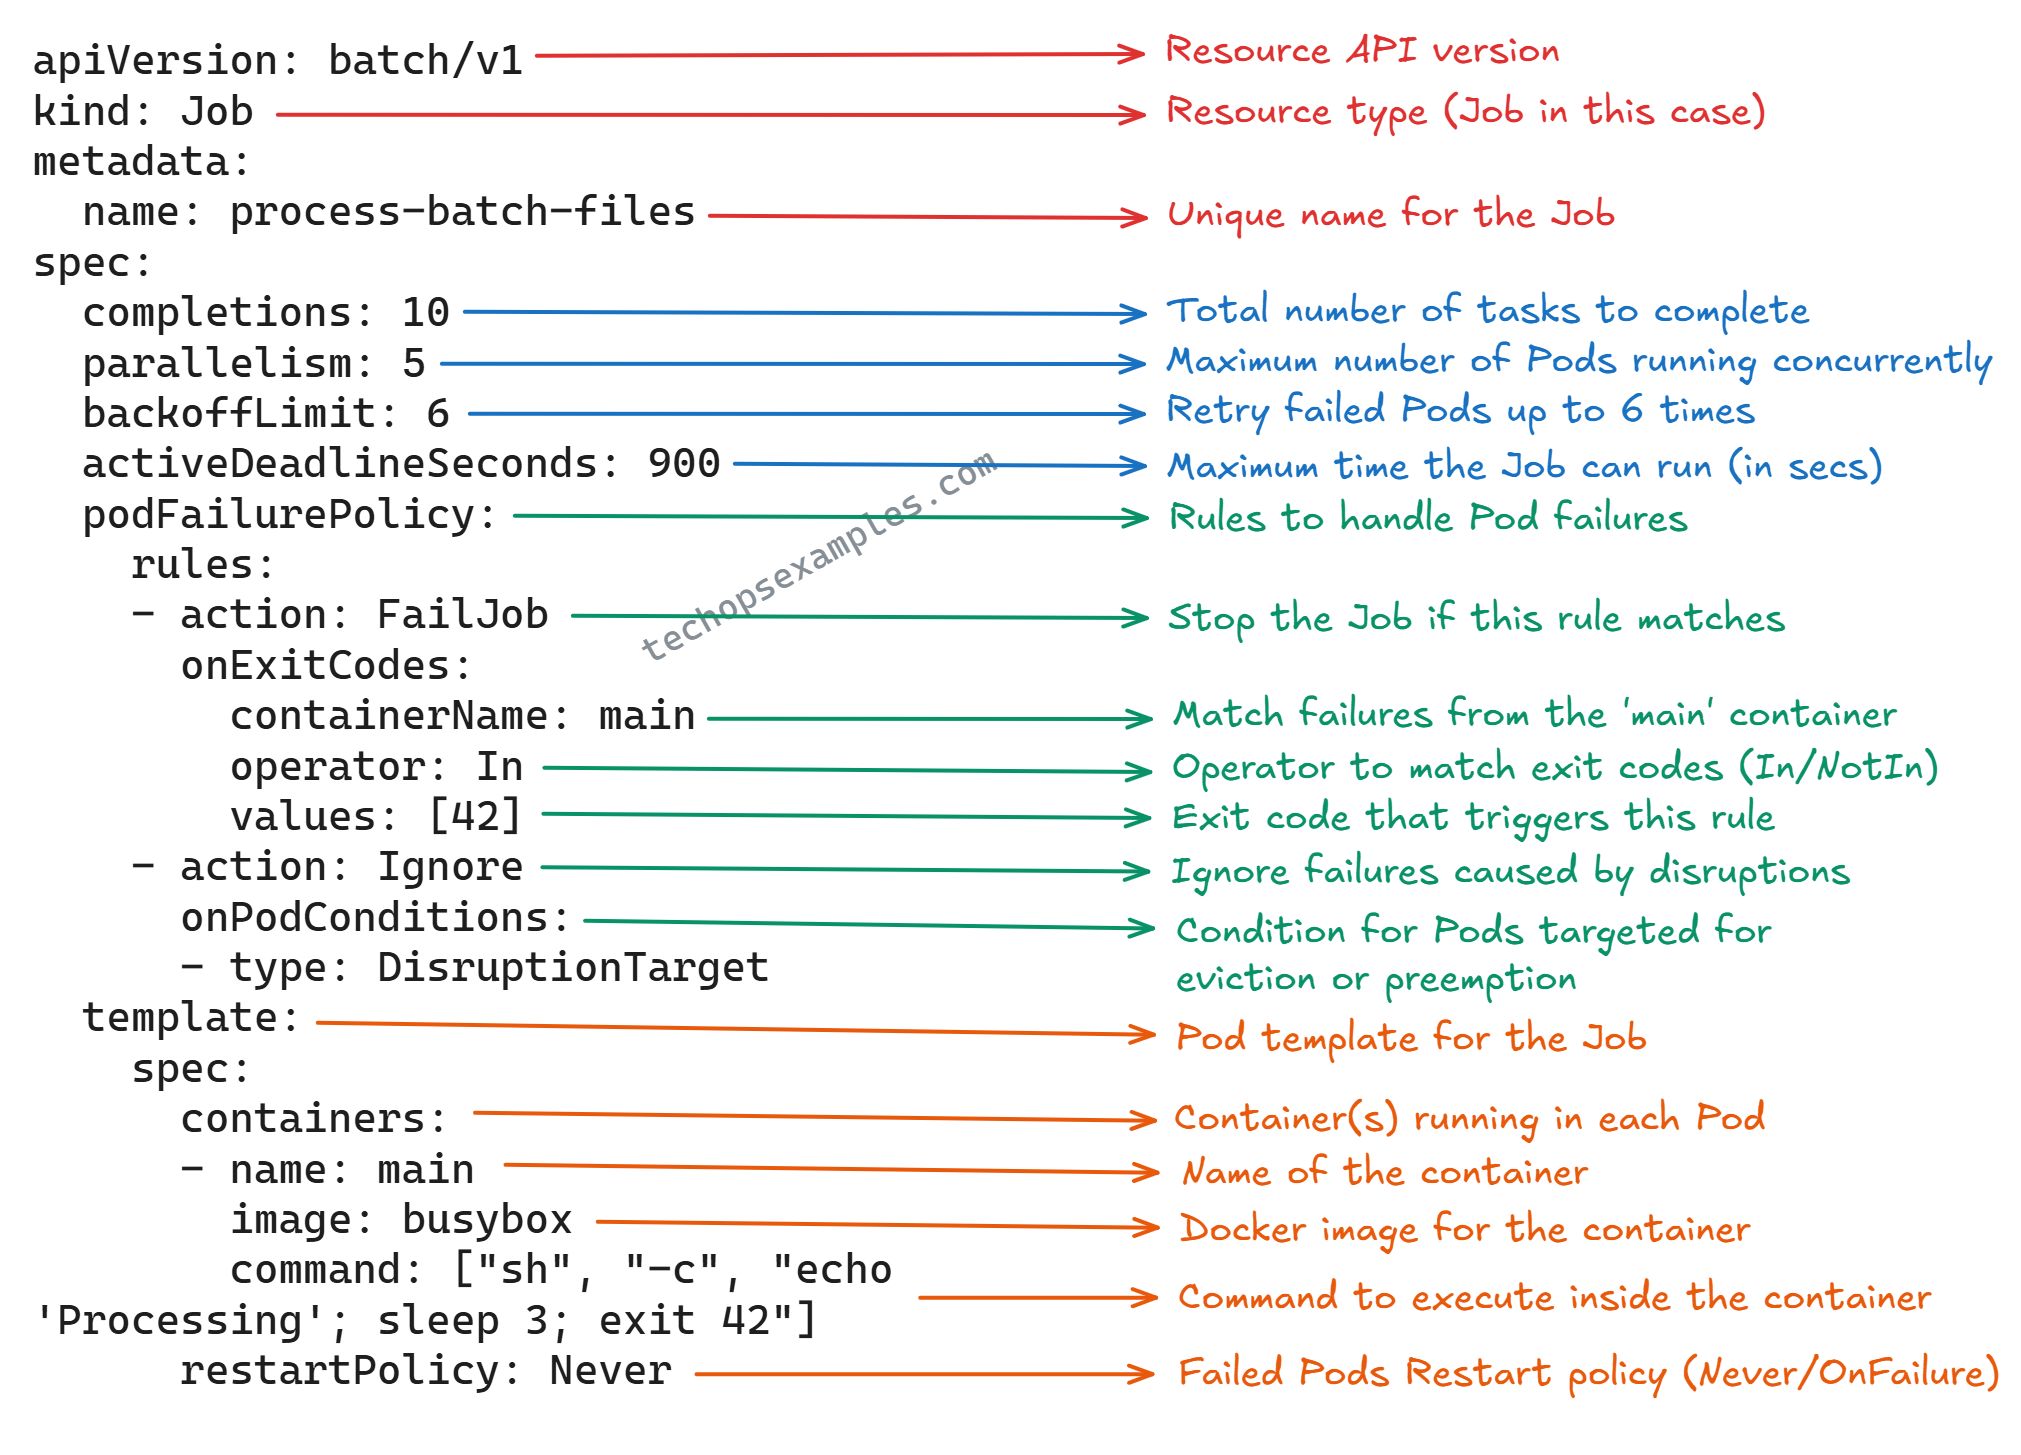 apiVersion: batch/v1 Resource API version
kind: Job Resource type (Job in this case)
metadata:
  name: process-batch-files Unique name for the Job
spec:
  completions: 10 Total number of tasks to complete
  parallelism: 5 Maximum number of Pods running concurrently
  backoffLimit: 6 Retry failed Pods up to 6 times
  activeDeadlineSeconds: 900 Maximum time the Job can run (in secs)
  podFailurePolicy: Rules to handle Pod failures
    rules:
    - action: FailJob Stop the Job if this rule matches
techopsexamples.com
      onExitCodes:
        containerName: main Match failures from the 'main' container
        operator: In Operator to match exit codes (In/NotIn)
        values: [42] Exit code that triggers this rule
    - action: Ignore Ignore failures caused by disruptions
      onPodConditions: Condition for Pods targeted for
      - type: DisruptionTarget eviction or preemption
  template: Pod template for the Job
    spec:
      containers: Container(s) running in each Pod
      - name: main Name of the container
        image: busybox Docker image for the container
        command: ["sh", "-c", "echo
'Processing'; sleep 3; exit 42"] Command to execute inside the container
      restartPolicy: Never Failed Pods Restart policy (Never/OnFailure)